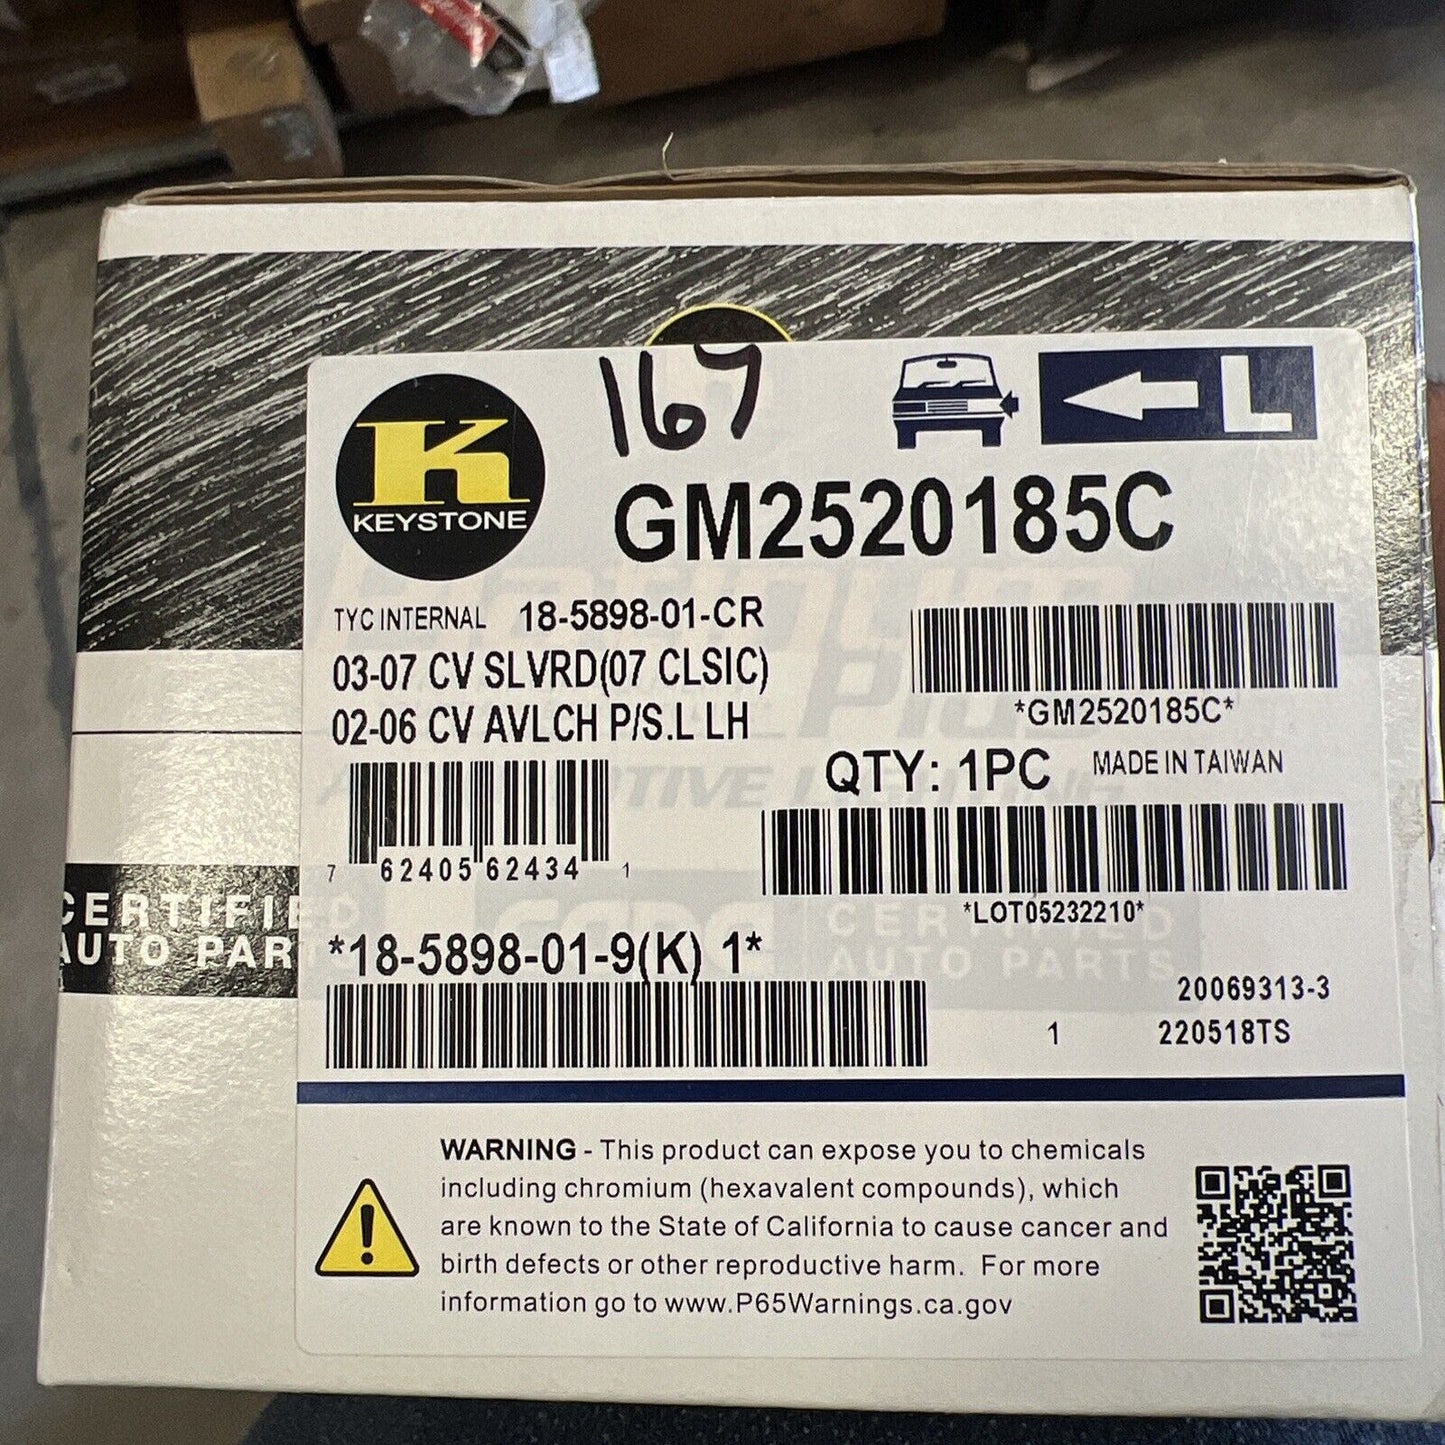 167
L
K
KEYSTONE
GM2520185C
TYC INTERNAL 18-5898-01-CR
03-07 CV SLVRD(07 CLSIC)
*GM2520185C*
02-06 CV AVLCH P/S.L LH
QTY: 1PC MADE IN TAIWAN
7 62405 62434 1
*LOT05232210*
CERTIFIED
AUTO PARTS
*18-5898-01-9(K) 1*
20069313-3
1 220518TS
WARNING - This product can expose you to chemicals
including chromium (hexavalent compounds), which
are known to the State of California to cause cancer and
birth defects or other reproductive harm. For more
information go to www.P65Warnings.ca.gov